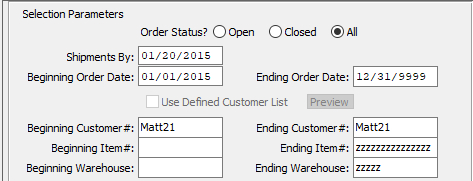 Selection Parameters
Order Status? Open Closed All
Shipments By: 01/20/2015
Beginning Order Date: 01/01/2015 Ending Order Date: 12/31/9999
Use Defined Customer List Preview
Beginning Customer#: Matt21 Ending Customer#: Matt21
Beginning Item#: Ending Item#: zzzzzzzzzzzzzzz
Beginning Warehouse: Ending Warehouse: zzzzz